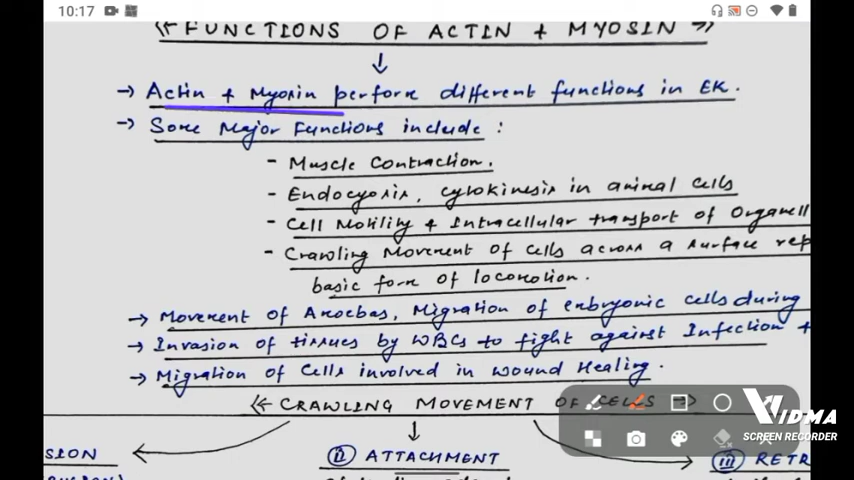 10:17
<< FUNCTIONS OF ACTIN + MYOSIN >>
→ Actin + Myosin perform different functions in EK.
→ Some Major Functions include :
- Muscle Contraction.
- Endocyosis, cytokinesis in animal cells
- Cell Motility + Intracellular transport of Organell
- Crawling Movement of cells across a surface rep
basic form of locomotion.
→ Movement of Amoebas, Migration of embryonic cells during
→ Invasion of tissues by WBCs to fight against Infection +
→ Migration of Cells involved in wound Healing.
<< CRAWLING MOVEMENT OF CELLS >>
SION
II ATTACHMENT
III RETR
VIDMA
SCREEN RECORDER